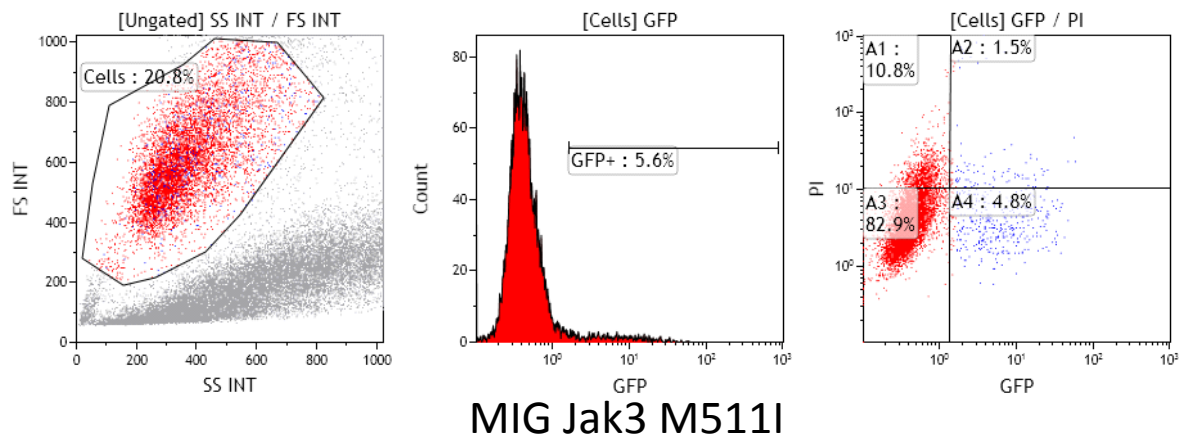 [Ungated] SS INT / FS INT
Cells : 20.8%
FS INT
1000
800
600
400
200
0
0 200 400 600 800 1000
SS INT
[Cells] GFP
GFP+ : 5.6%
Count
80
60
40
20
0
10⁰ 10¹ 10² 10³
GFP
[Cells] GFP / PI
A1 :
10.8%
A2 : 1.5%
A3 :
82.9%
A4 : 4.8%
PI
10³
10²
10¹
10⁰
10⁰ 10¹ 10² 10³
GFP
MIG Jak3 M511I